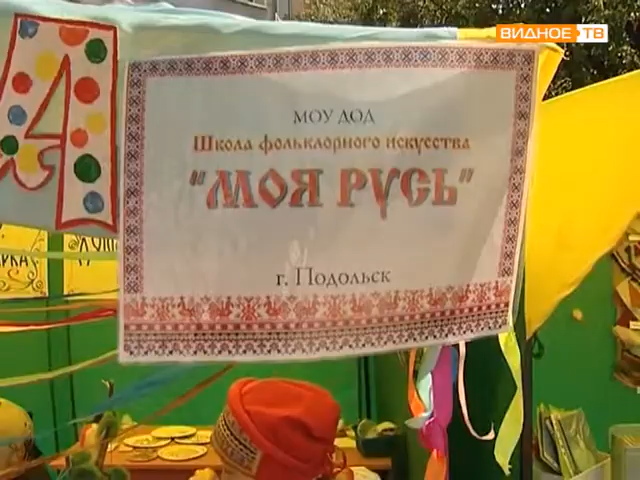 ВИДНОЕ ТВ
МОУ ДОД
Школа фольклорного искусства
"МОЯ РУСЬ"
г. Подольск